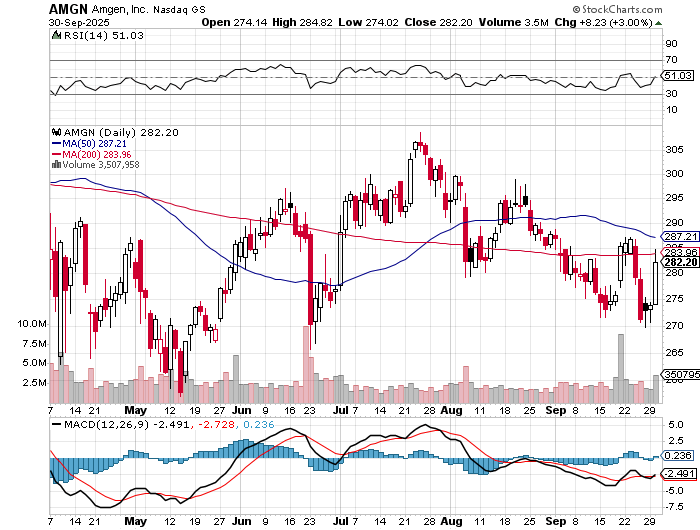 AMGN Amgen, Inc. Nasdaq GS © StockCharts.com
30-Sep-2025 Open 274.14 High 284.82 Low 274.02 Close 282.20 Volume 3.5M Chg +8.23 (+3.00%)
RSI(14) 51.03
90
70
51.03
30
10
AMGN (Daily) 282.20
MA(50) 287.21
MA(200) 283.96
Volume 3,507,958
305
300
295
290
287.21
285
283.96
282.20
280
275
270
265
260
3507958
10.0M
7.5M
5.0M
2.5M
7 14 21 May 12 19 27 Jun 9 16 23 Jul 7 14 21 28 Aug 11 18 25 Sep 8 15 22 29
MACD(12,26,9) -2.491, -2.728, 0.236
5.0
2.5
0.236
-2.491
-5.0
-7.5
7 14 21 May 12 19 27 Jun 9 16 23 Jul 7 14 21 28 Aug 11 18 25 Sep 8 15 22 29